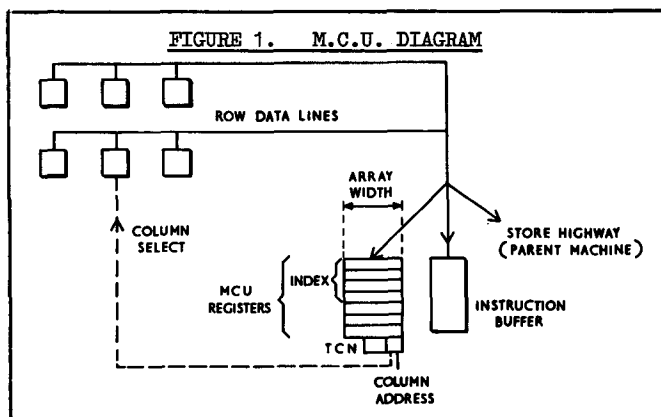 FIGURE 1. M.C.U. DIAGRAM
ROW DATA LINES
ARRAY
WIDTH
COLUMN
SELECT
STORE HIGHWAY
(PARENT MACHINE)
INDEX
MCU
REGISTERS
INSTRUCTION
BUFFER
TCN
COLUMN
ADDRESS